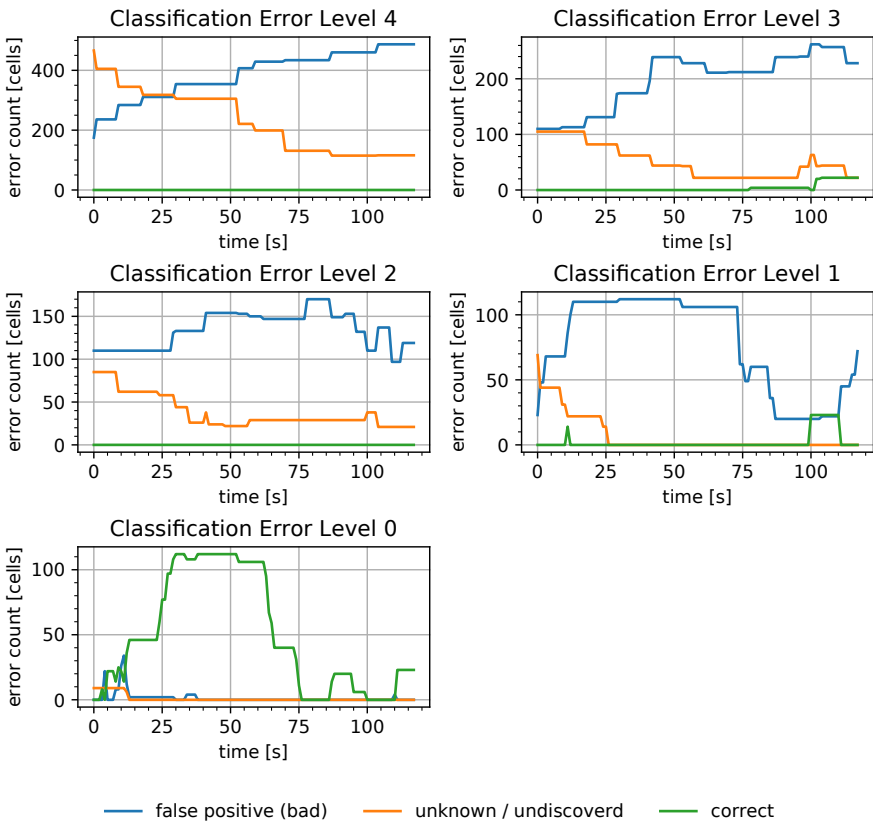 Classification Error Level 4
error count [cells]
400
200
0
0 25 50 75 100
time [s]
Classification Error Level 3
error count [cells]
200
100
0
0 25 50 75 100
time [s]
Classification Error Level 2
error count [cells]
150
100
50
0
0 25 50 75 100
time [s]
Classification Error Level 1
error count [cells]
100
50
0
0 25 50 75 100
time [s]
Classification Error Level 0
error count [cells]
100
50
0
0 25 50 75 100
time [s]
false positive (bad) unknown / undiscoverd correct